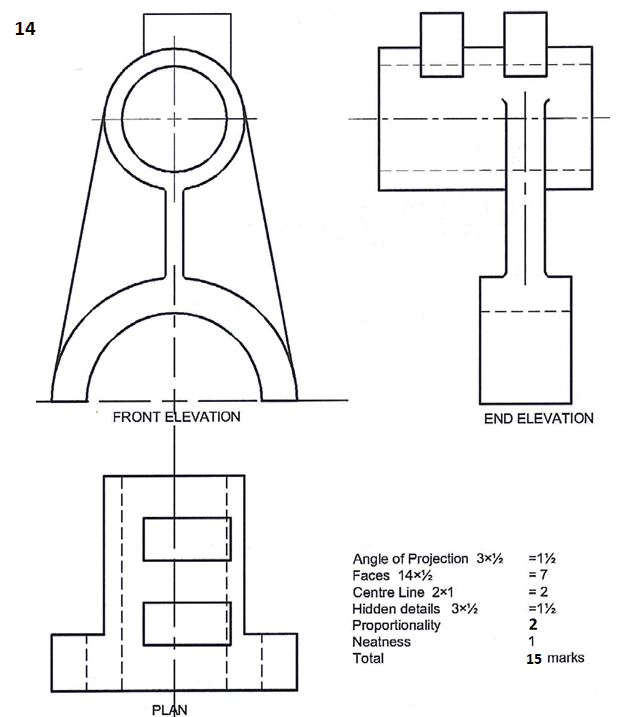 14
FRONT ELEVATION
END ELEVATION
PLAN
Angle of Projection 3×½ =1½
Faces 14×½ = 7
Centre Line 2×1 = 2
Hidden details 3×½ =1½
Proportionality 2
Neatness 1
Total 15 marks